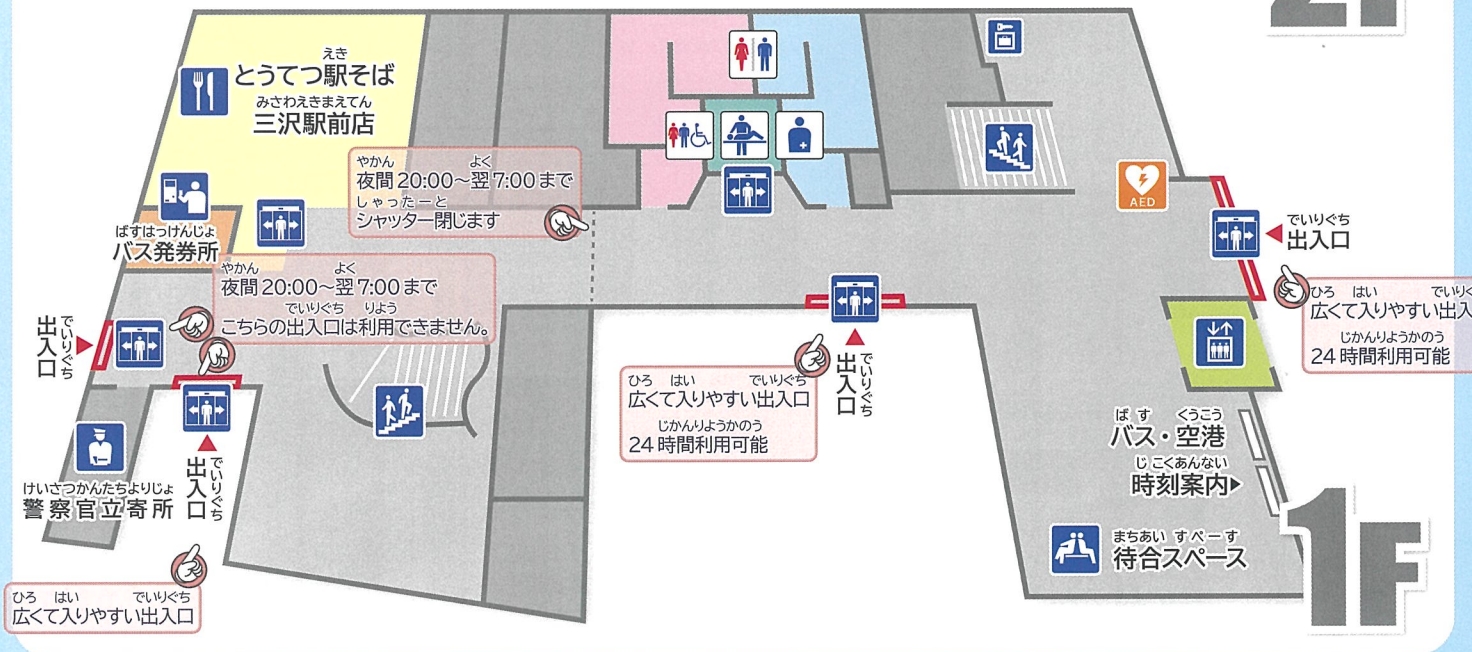 2F
えき
とうてつ駅そば
みさわえきまえてん
三沢駅前店
やかん よく
夜間20:00～翌7:00まで
しゃったーと
シャッター閉じます
ばすはっけんじょ
バス発券所
やかん よく
夜間20:00～翌7:00まで
でいりぐち りよう
こちらの出入口は利用できません。
AED
でいりぐち
出入口
ひろ はい でいりぐ
広くて入りやすい出入
じかんりようかのう
24時間利用可能
でいりぐち
出入口
でいりぐち
出入口
ひろ はい でいりぐち
広くて入りやすい出入口
じかんりようかのう
24時間利用可能
でいりぐち
出入口
けいさつかんたちよりじょ
警察官立寄所
ひろ はい でいりぐち
広くて入りやすい出入口
ばす くうこう
バス・空港
じこくあんない
時刻案内▶
まちあい すぺーす
待合スペース
1F